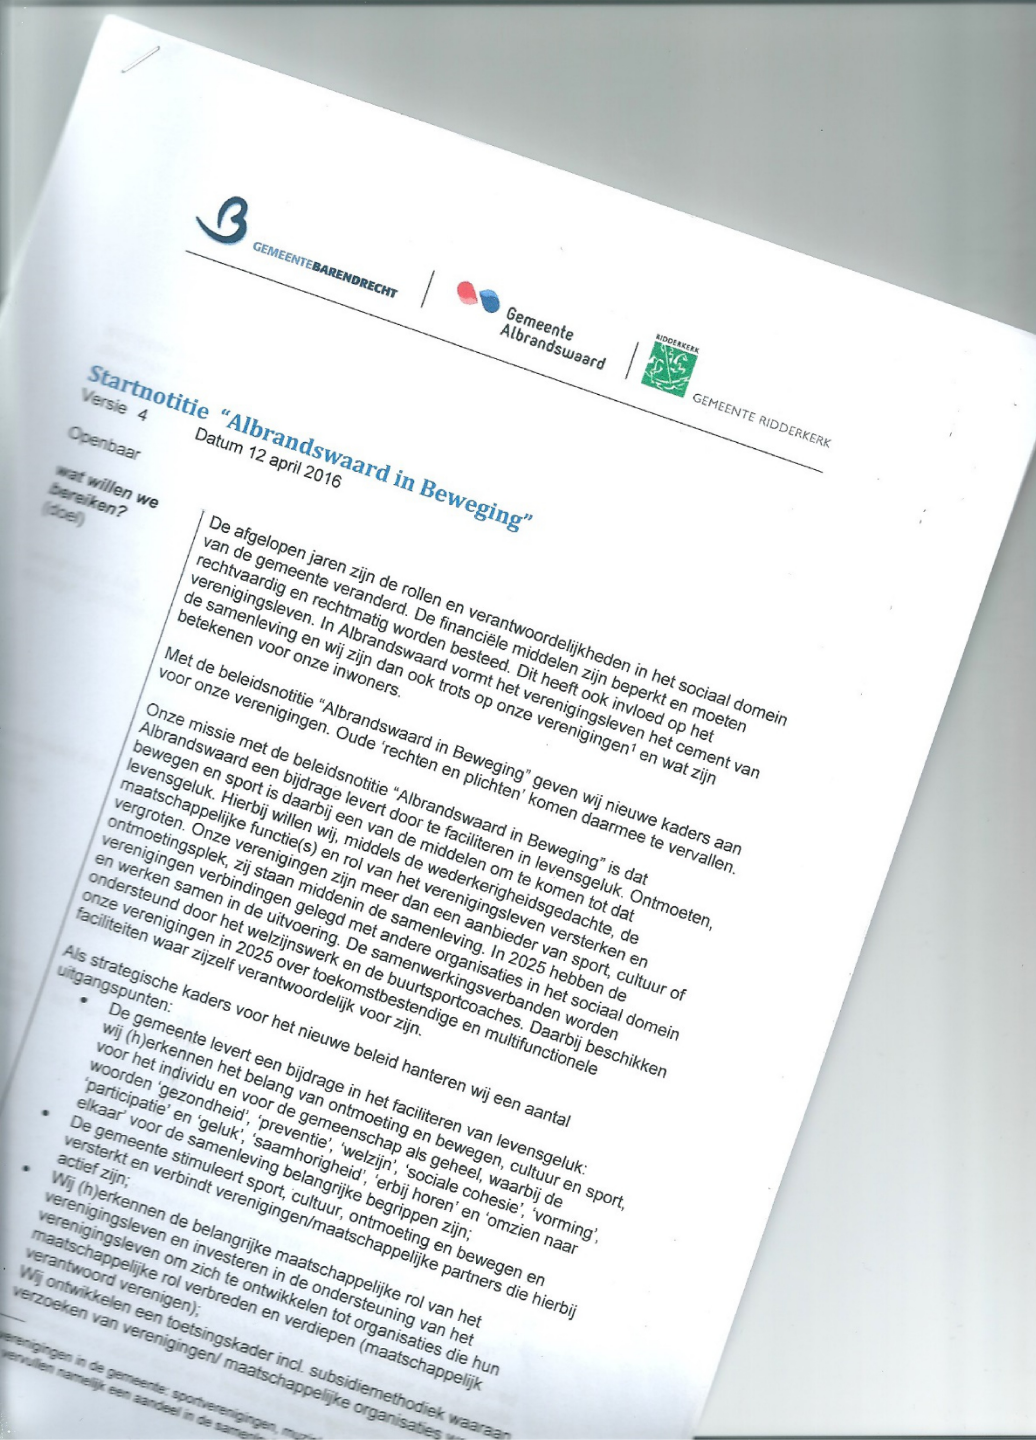 GEMEENTEBARENDRECHT
Gemeente
Albrandswaard
RIDDERKERK
GEMEENTE RIDDERKERK
Startnotitie “Albrandswaard in Beweging”
Versie 4
Datum 12 april 2016
Openbaar
wat willen we
bereiken?
(doel)
De afgelopen jaren zijn de rollen en verantwoordelijkheden in het sociaal domein
van de gemeente veranderd. De financiële middelen zijn beperkt en moeten
rechtvaardig en rechtmatig worden besteed. Dit heeft ook invloed op het
verenigingsleven. In Albrandswaard vormt het verenigingsleven het cement van
de samenleving en wij zijn dan ook trots op onze verenigingen¹ en wat zijn
betekenen voor onze inwoners.
Met de beleidsnotitie “Albrandswaard in Beweging” geven wij nieuwe kaders aan
voor onze verenigingen. Oude ‘rechten en plichten’ komen daarmee te vervallen.
Onze missie met de beleidsnotitie “Albrandswaard in Beweging” is dat
Albrandswaard een bijdrage levert door te faciliteren in levensgeluk. Ontmoeten,
bewegen en sport is daarbij een van de middelen om te komen tot dat
levensgeluk. Hierbij willen wij, middels de wederkerigheidsgedachte, de
maatschappelijke functie(s) en rol van het verenigingsleven versterken en
vergroten. Onze verenigingen zijn meer dan een aanbieder van sport, cultuur of
ontmoetingsplek, zij staan middenin de samenleving. In 2025 hebben de
verenigingen verbindingen gelegd met andere organisaties in het sociaal domein
en werken samen in de uitvoering. De samenwerkingsverbanden worden
ondersteund door het welzijnswerk en de buurtsportcoaches. Daarbij beschikken
onze verenigingen in 2025 over toekomstbestendige en multifunctionele
faciliteiten waar zijzelf verantwoordelijk voor zijn.
Als strategische kaders voor het nieuwe beleid hanteren wij een aantal
uitgangspunten:
• De gemeente levert een bijdrage in het faciliteren van levensgeluk:
wij (h)erkennen het belang van ontmoeting en bewegen, cultuur en sport,
voor het individu en voor de gemeenschap als geheel, waarbij de
woorden ‘gezondheid’, ‘preventie’, ‘welzijn’, ‘sociale cohesie’, ‘vorming’,
‘participatie’ en ‘geluk’, ‘saamhorigheid’, ‘erbij horen’ en ‘omzien naar
elkaar’ voor de samenleving belangrijke begrippen zijn;
• De gemeente stimuleert sport, cultuur, ontmoeting en bewegen en
versterkt en verbindt verenigingen/maatschappelijke partners die hierbij
actief zijn;
• Wij (h)erkennen de belangrijke maatschappelijke rol van het
verenigingsleven en investeren in de ondersteuning van het
verenigingsleven om zich te ontwikkelen tot organisaties die hun
maatschappelijke rol verbreden en verdiepen (maatschappelijk
verantwoord verenigen);
Wij ontwikkelen een toetsingskader incl. subsidiemethodiek waaraan
verzoeken van verenigingen/ maatschappelijke organisaties
verenigingen in de gemeente: sportverenigingen,
vervullen namelijk een aandeel in de